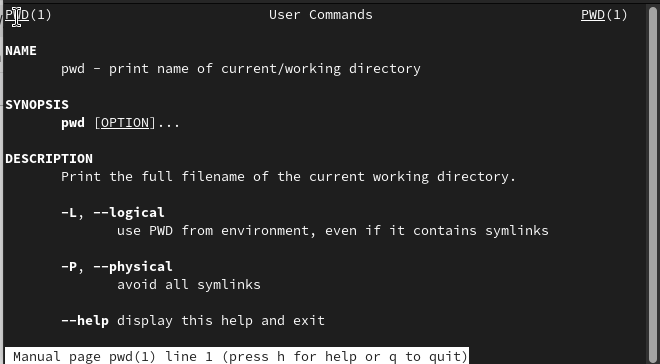 PWD(1) User Commands PWD(1)
NAME
pwd - print name of current/working directory
SYNOPSIS
pwd [OPTION]...
DESCRIPTION
Print the full filename of the current working directory.
-L, --logical
use PWD from environment, even if it contains symlinks
-P, --physical
avoid all symlinks
--help display this help and exit
Manual page pwd(1) line 1 (press h for help or q to quit)